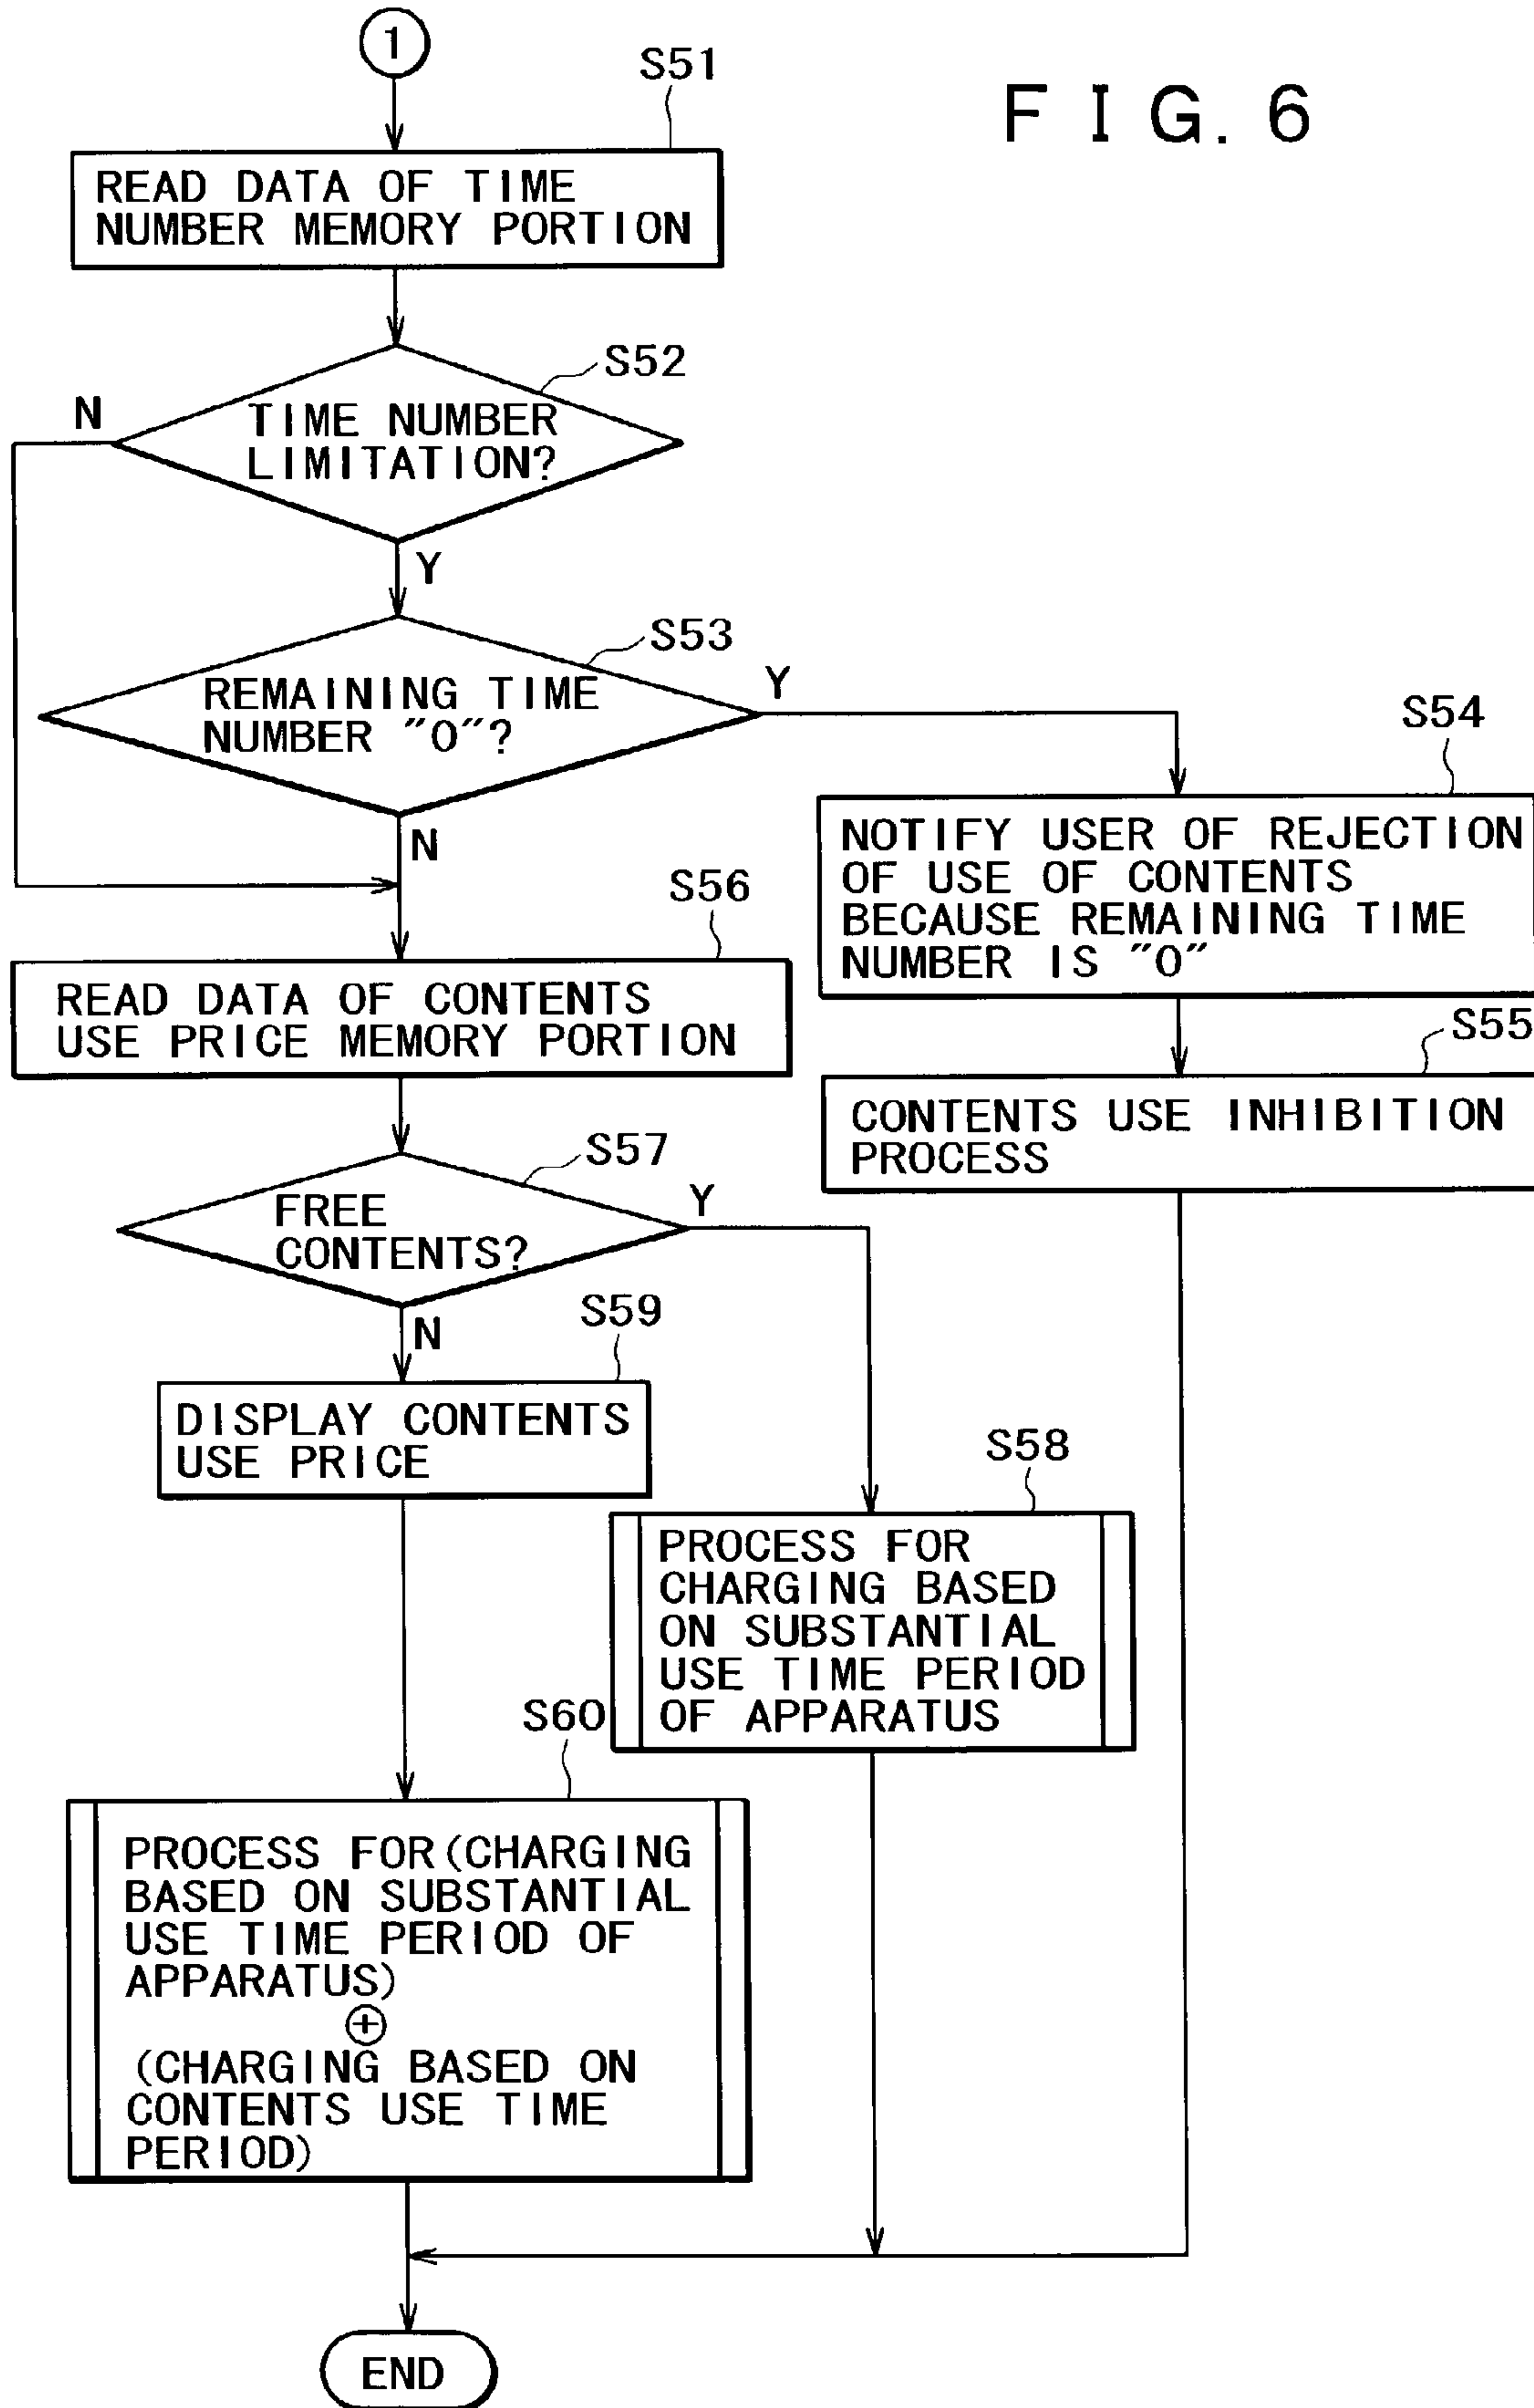 1
FIG. 6
S51
READ DATA OF TIME
NUMBER MEMORY PORTION
S52
N
TIME NUMBER
LIMITATION?
Y
S53
REMAINING TIME
NUMBER "0"?
Y
N
S54
NOTIFY USER OF REJECTION
OF USE OF CONTENTS
BECAUSE REMAINING TIME
NUMBER IS "0"
S55
CONTENTS USE INHIBITION
PROCESS
S56
READ DATA OF CONTENTS
USE PRICE MEMORY PORTION
S57
FREE
CONTENTS?
Y
N
S59
DISPLAY CONTENTS
USE PRICE
S58
PROCESS FOR
CHARGING BASED
ON SUBSTANTIAL
USE TIME PERIOD
OF APPARATUS
S60
PROCESS FOR(CHARGING
BASED ON SUBSTANTIAL
USE TIME PERIOD OF
APPARATUS)
+
(CHARGING BASED ON
CONTENTS USE TIME
PERIOD)
END